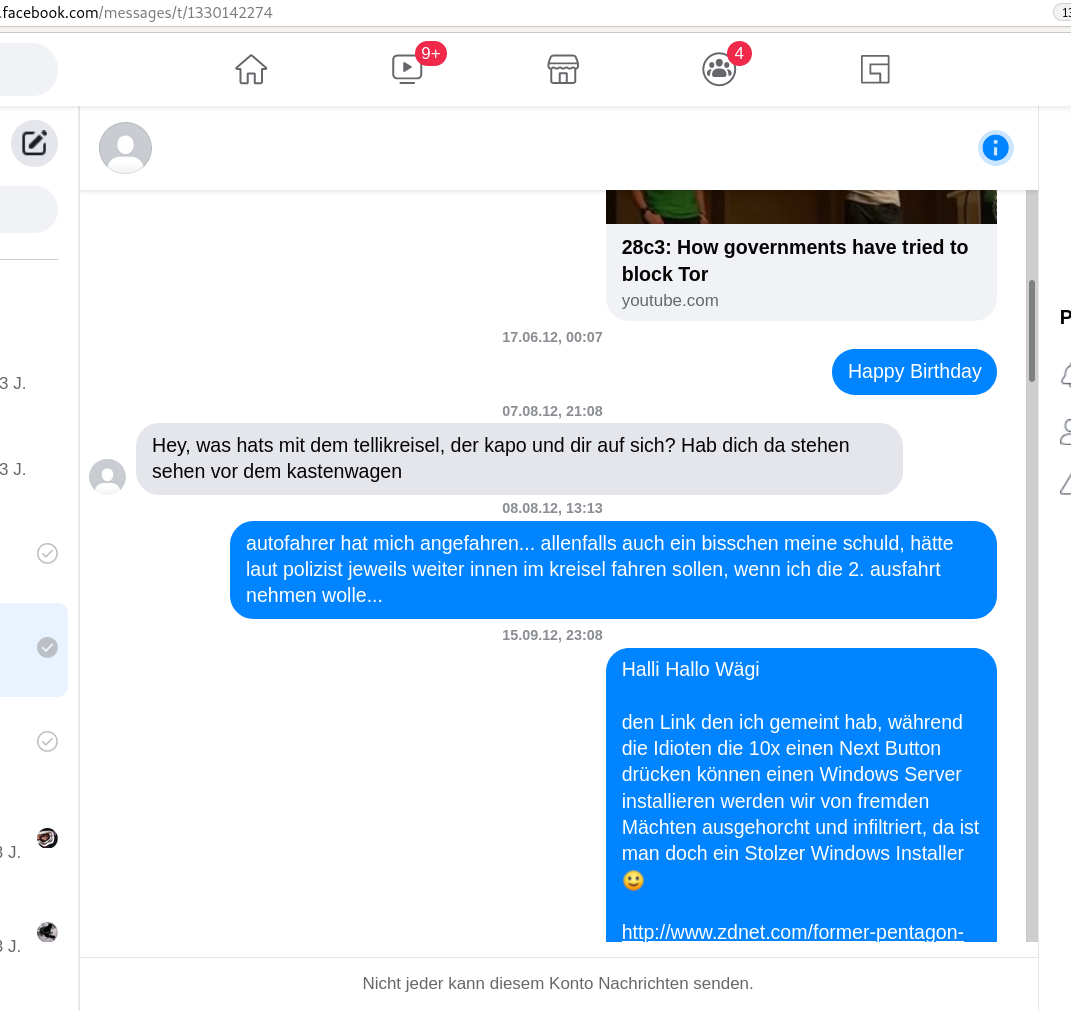 .facebook.com/messages/t/1330142274
9+
4
28c3: How governments have tried to
block Tor
youtube.com
17.06.12, 00:07
Happy Birthday
07.08.12, 21:08
Hey, was hats mit dem tellikreisel, der kapo und dir auf sich? Hab dich da stehen
sehen vor dem kastenwagen
08.08.12, 13:13
autofahrer hat mich angefahren... allenfalls auch ein bisschen meine schuld, hätte
laut polizist jeweils weiter innen im kreisel fahren sollen, wenn ich die 2. ausfahrt
nehmen wolle...
15.09.12, 23:08
Halli Hallo Wägi
den Link den ich gemeint hab, während
die Idioten die 10x einen Next Button
drücken können einen Windows Server
installieren werden wir von fremden
Mächten ausgehorcht und infiltriert, da ist
man doch ein Stolzer Windows Installer
🙂
http://www.zdnet.com/former-pentagon-
Nicht jeder kann diesem Konto Nachrichten senden.
3 J.
3 J.
3 J.
3 J.